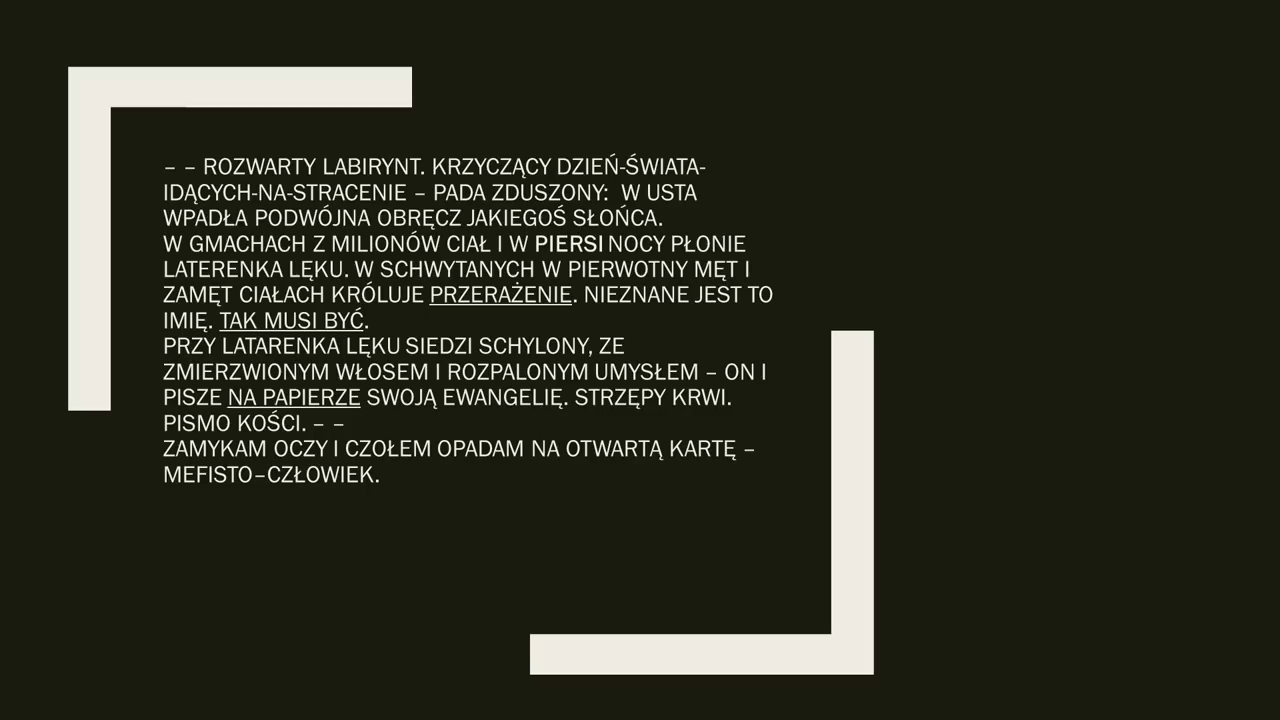 – – ROZWARTY LABIRYNT. KRZYCZĄCY DZIEŃ-ŚWIATA-
IDĄCYCH-NA-STRACENIE – PADA ZDUSZONY: W USTA
WPADŁA PODWÓJNA OBRĘCZ JAKIEGOŚ SŁOŃCA.
W GMACHACH Z MILIONÓW CIAŁ I W PIERSI NOCY PŁONIE
LATERENKA LĘKU. W SCHWYTANYCH W PIERWOTNY MĘT I
ZAMĘT CIAŁACH KRÓLUJE PRZERAŻENIE. NIEZNANE JEST TO
IMIĘ. TAK MUSI BYĆ.
PRZY LATARENKA LĘKU SIEDZI SCHYLONY, ZE
ZMIERZWIONYM WŁOSEM I ROZPALONYM UMYSŁEM – ON I
PISZE NA PAPIERZE SWOJĄ EWANGELIĘ. STRZĘPY KRWI.
PISMO KOŚCI. – –
ZAMYKAM OCZY I CZOŁEM OPADAM NA OTWARTĄ KARTĘ –
MEFISTO–CZŁOWIEK.